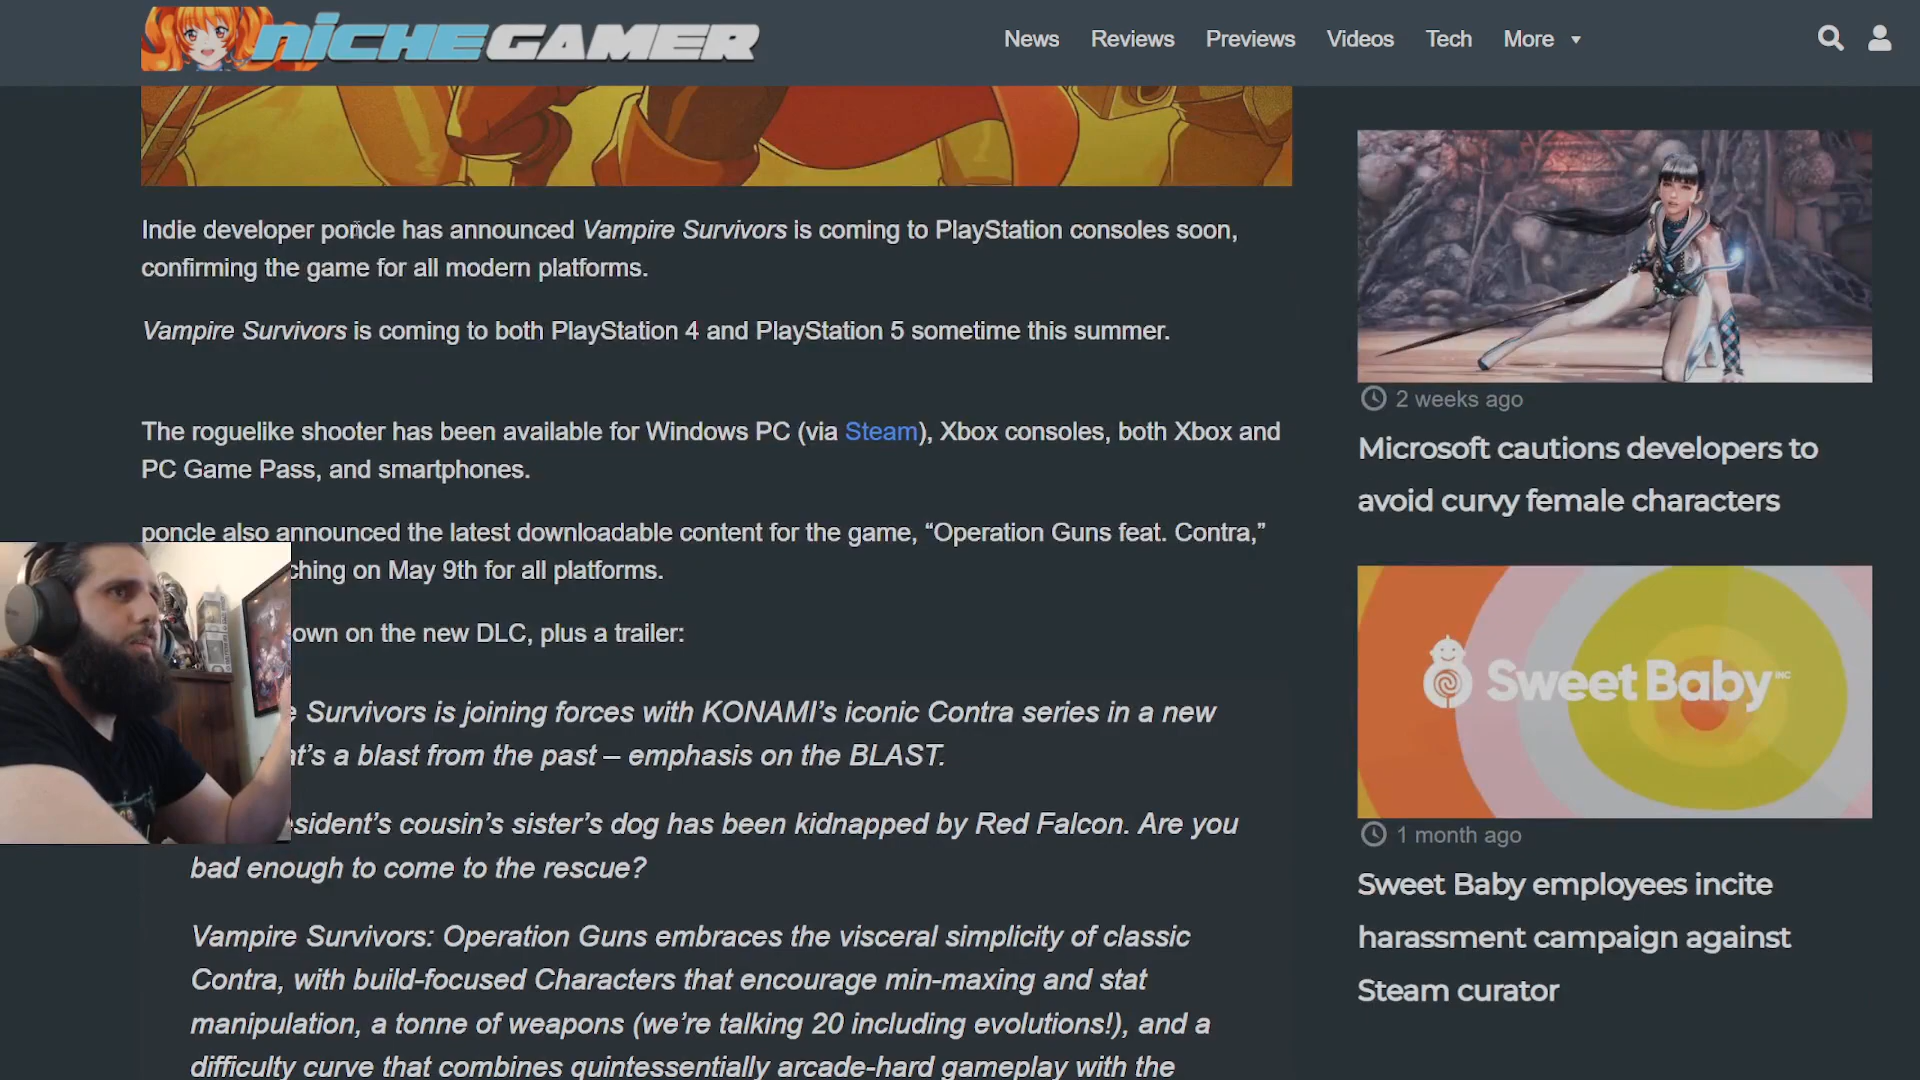 NICHEGAMER
News Reviews Previews Videos Tech More
Indie developer poncle has announced Vampire Survivors is coming to PlayStation consoles soon,
confirming the game for all modern platforms.
Vampire Survivors is coming to both PlayStation 4 and PlayStation 5 sometime this summer.
The roguelike shooter has been available for Windows PC (via Steam), Xbox consoles, both Xbox and
PC Game Pass, and smartphones.
poncle also announced the latest downloadable content for the game, “Operation Guns feat. Contra,”
ching on May 9th for all platforms.
own on the new DLC, plus a trailer:
e Survivors is joining forces with KONAMI’s iconic Contra series in a new
at’s a blast from the past – emphasis on the BLAST.
esident’s cousin’s sister’s dog has been kidnapped by Red Falcon. Are you
bad enough to come to the rescue?
Vampire Survivors: Operation Guns embraces the visceral simplicity of classic
Contra, with build-focused Characters that encourage min-maxing and stat
manipulation, a tonne of weapons (we’re talking 20 including evolutions!), and a
difficulty curve that combines quintessentially arcade-hard gameplay with the
2 weeks ago
Microsoft cautions developers to
avoid curvy female characters
Sweet Baby INC
1 month ago
Sweet Baby employees incite
harassment campaign against
Steam curator